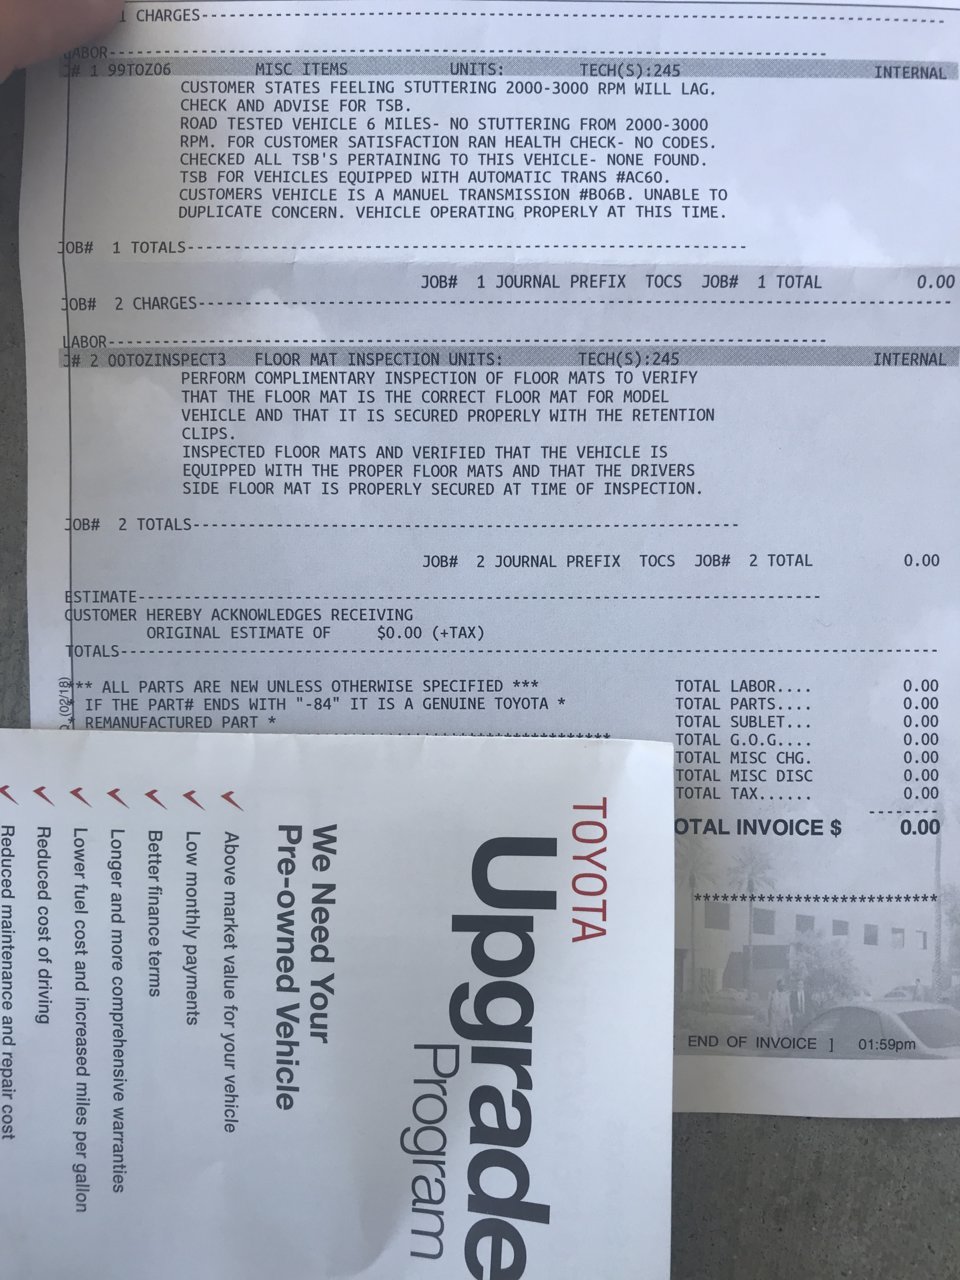 1 CHARGES
LABOR
J# 1 99TOZ06 MISC ITEMS UNITS: TECH(S):245 INTERNAL
CUSTOMER STATES FEELING STUTTERING 2000-3000 RPM WILL LAG.
CHECK AND ADVISE FOR TSB.
ROAD TESTED VEHICLE 6 MILES- NO STUTTERING FROM 2000-3000
RPM. FOR CUSTOMER SATISFACTION RAN HEALTH CHECK- NO CODES.
CHECKED ALL TSB'S PERTAINING TO THIS VEHICLE- NONE FOUND.
TSB FOR VEHICLES EQUIPPED WITH AUTOMATIC TRANS #AC60.
CUSTOMERS VEHICLE IS A MANUEL TRANSMISSION #B06B. UNABLE TO
DUPLICATE CONCERN. VEHICLE OPERATING PROPERLY AT THIS TIME.
JOB# 1 TOTALS
JOB# 1 JOURNAL PREFIX TOCS JOB# 1 TOTAL 0.00
JOB# 2 CHARGES
LABOR
J# 2 00TOZINSPECT3 FLOOR MAT INSPECTION UNITS: TECH(S):245 INTERNAL
PERFORM COMPLIMENTARY INSPECTION OF FLOOR MATS TO VERIFY
THAT THE FLOOR MAT IS THE CORRECT FLOOR MAT FOR MODEL
VEHICLE AND THAT IT IS SECURED PROPERLY WITH THE RETENTION
CLIPS.
INSPECTED FLOOR MATS AND VERIFIED THAT THE VEHICLE IS
EQUIPPED WITH THE PROPER FLOOR MATS AND THAT THE DRIVERS
SIDE FLOOR MAT IS PROPERLY SECURED AT TIME OF INSPECTION.
JOB# 2 TOTALS
JOB# 2 JOURNAL PREFIX TOCS JOB# 2 TOTAL 0.00
ESTIMATE
CUSTOMER HEREBY ACKNOWLEDGES RECEIVING
ORIGINAL ESTIMATE OF $0.00 (+TAX)
TOTALS
*** ALL PARTS ARE NEW UNLESS OTHERWISE SPECIFIED ***
* IF THE PART# ENDS WITH "-84" IT IS A GENUINE TOYOTA *
* REMANUFACTURED PART *
(02/18)
TOTAL LABOR.... 0.00
TOTAL PARTS.... 0.00
TOTAL SUBLET... 0.00
TOTAL G.O.G.... 0.00
TOTAL MISC CHG. 0.00
TOTAL MISC DISC 0.00
TOTAL TAX...... 0.00
OTAL INVOICE $ 0.00
*****************************
END OF INVOICE ] 01:59pm
TOYOTA
Upgrade
Program
We Need Your
Pre-owned Vehicle
Above market value for your vehicle
Low monthly payments
Better finance terms
Longer and more comprehensive warranties
Lower fuel cost and increased miles per gallon
Reduced cost of driving
Reduced maintenance and repair cost